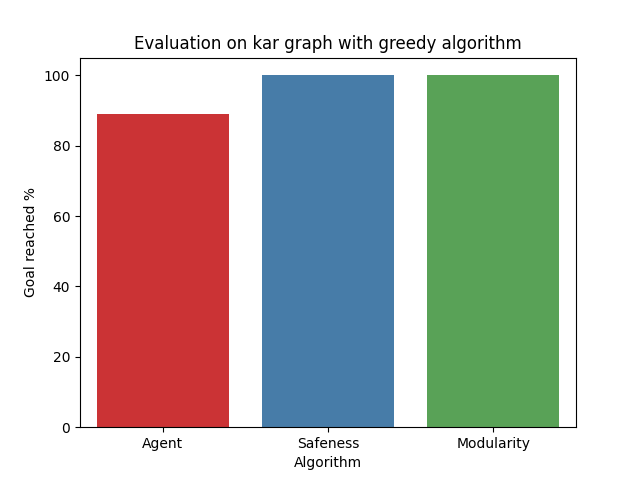 Evaluation on kar graph with greedy algorithm
Goal reached %
100
80
60
40
20
0
Agent Safeness Modularity
Algorithm